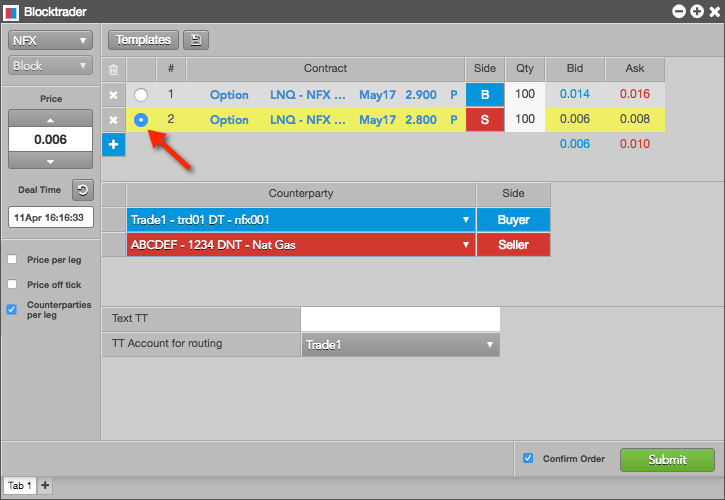 Blocktrader
NFX
Block
Price
0.006
Deal Time
11Apr 16:16:33
Price per leg
Price off tick
Counterparties
per leg
Templates
# Contract Side Qty Bid Ask
1 Option LNQ - NFX ... May17 2.900 P B 100 0.014 0.016
2 Option LNQ - NFX ... May17 2.800 P S 100 0.006 0.008
0.006 0.010
Counterparty Side
Trade1 - trd01 DT - nfx001 Buyer
ABCDEF - 1234 DNT - Nat Gas Seller
Text TT
TT Account for routing Trade1
Confirm Order Submit
Tab 1